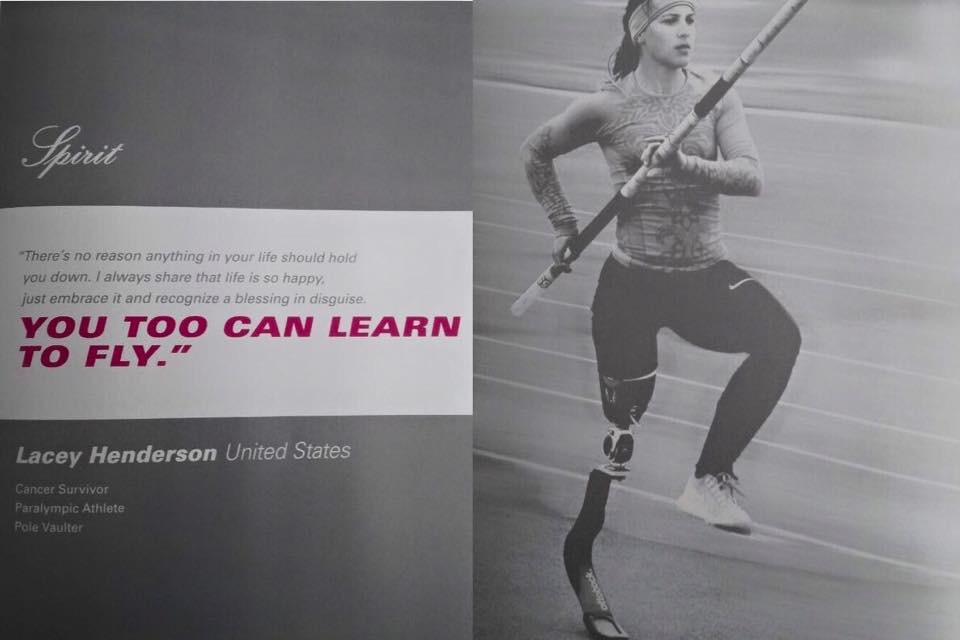 Spirit
"There's no reason anything in your life should hold
you down. I always share that life is so happy,
just embrace it and recognize a blessing in disguise.
YOU TOO CAN LEARN
TO FLY."
Lacey Henderson United States
Cancer Survivor
Paralympic Athlete
Pole Vaulter